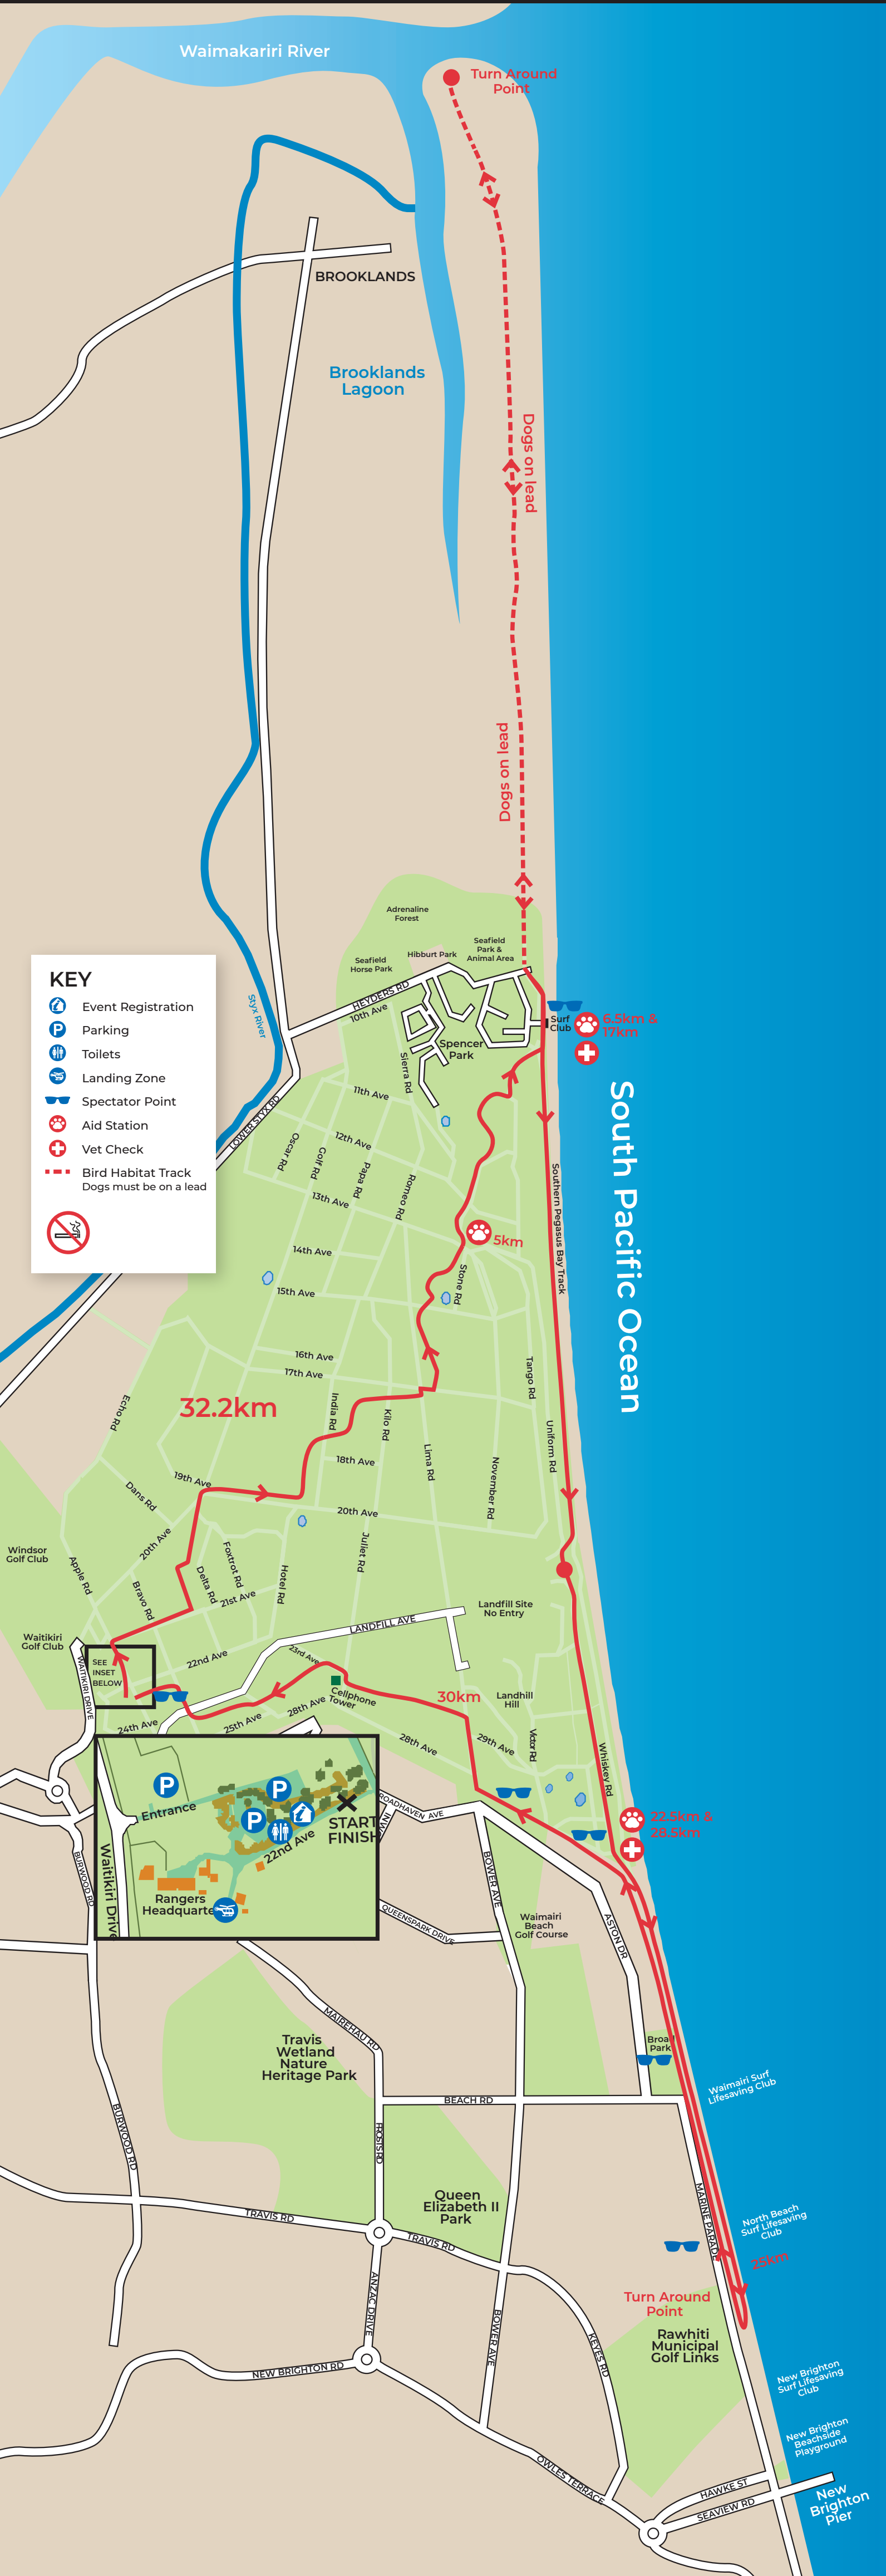 Waimakariri River
Turn Around
Point
BROOKLANDS
Brooklands
Lagoon
Dogs on lead
Dogs on lead
Adrenaline
Forest
Seafield
Horse Park
Hibburt Park
Seafield
Park &
Animal Area
HEYDERS RD
10th Ave
Spencer
Park
Surf
Club
6.5km &
17km
KEY
Event Registration
Parking
Toilets
Landing Zone
Spectator Point
Aid Station
Vet Check
Bird Habitat Track
Dogs must be on a lead
Styx River
LOWER STYX RD
South Pacific Ocean
Sierra Rd
11th Ave
12th Ave
Oscar Rd
Golf Rd
Papa Rd
Romeo Rd
13th Ave
14th Ave
15th Ave
5km
Stone Rd
Southern Pegasus Bay Track
16th Ave
17th Ave
32.2km
Echo Rd
India Rd
Kilo Rd
Lima Rd
Tango Rd
Uniform Rd
November Rd
18th Ave
19th Ave
Dans Rd
20th Ave
20th Ave
Windsor
Golf Club
Apple Rd
Bravo Rd
Delta Rd
Foxtrot Rd
Hotel Rd
Juliet Rd
21st Ave
Landfill Site
No Entry
LANDFILL AVE
Waitikiri
Golf Club
WAITIKIRI DRIVE
SEE
INSET
BELOW
22nd Ave
23rd Ave
Cellphone
Tower
30km
Landhill
Hill
24th Ave
25th Ave
28th Ave
28th Ave
29th Ave
Victor Rd
Whiskey Rd
22.5km &
28.5km
P
P
P
Entrance
START
FINISH
22nd Ave
Waitikiri Drive
Rangers
Headquarte
ROADHAVEN AVE
INW
BURWOOD RD
BOWER AVE
QUEENSPARK DRIVE
Waimairi
Beach
Golf Course
ASTON DR
Broad
Park
MAIREHAU RD
Travis
Wetland
Nature
Heritage Park
BEACH RD
Waimairi Surf
Lifesaving Club
BURWOOD RD
FROSTS RD
Queen
Elizabeth II
Park
TRAVIS RD
TRAVIS RD
MARINE PARADE
North Beach
Surf Lifesaving
Club
25km
Turn Around
Point
Rawhiti
Municipal
Golf Links
ANZAC DRIVE
BOWER AVE
KEYES RD
NEW BRIGHTON RD
New Brighton
Surf Lifesaving
Club
New Brighton
Beachside
Playground
OWLES TERRACE
HAWKE ST
SEAVIEW RD
New
Brighton
Pier